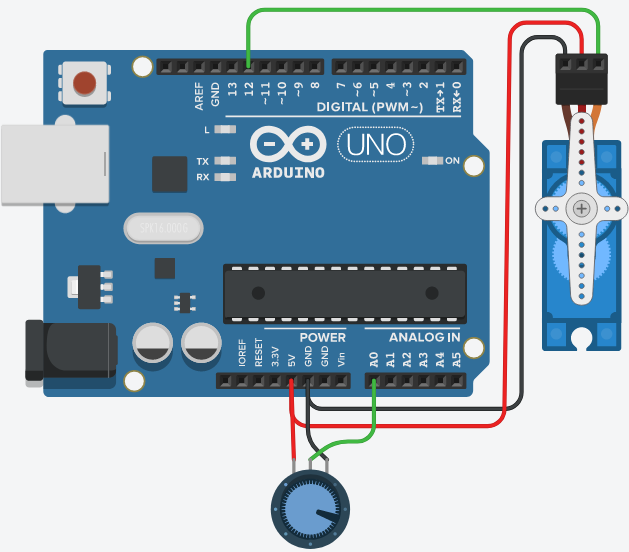 AREF
GND
13
12
~11
~10
~9
8
7
~6
~5
4
~3
2
TX→1
RX←0
DIGITAL (PWM~)
L
TX
RX
ARDUINO
UNO
ON
POWER
ANALOG IN
IOREF
RESET
3.3V
5V
GND
GND
Vin
A0
A1
A2
A3
A4
A5